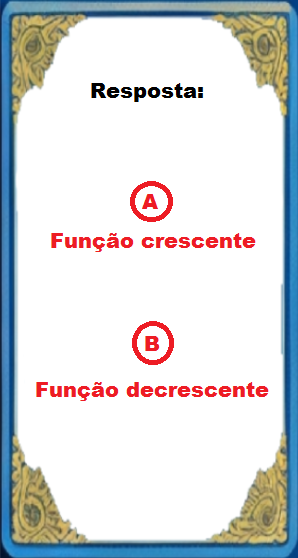 Resposta:
A
Função crescente
B
Função decrescente